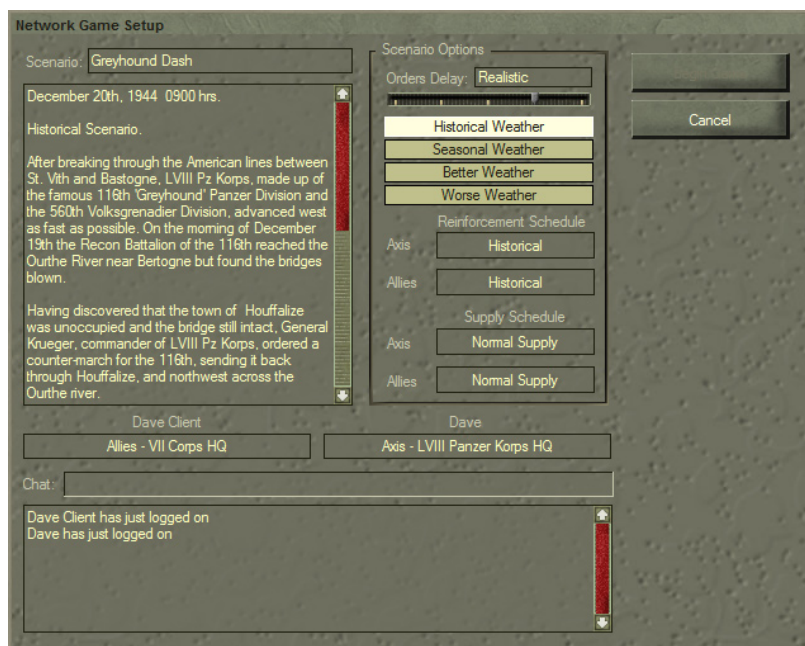 Network Game Setup
Scenario: Greyhound Dash
December 20th, 1944 0900 hrs.
Historical Scenario.
After breaking through the American lines between
St. Vith and Bastogne, LVIII Pz Korps, made up of
the famous 116th 'Greyhound' Panzer Division and
the 560th Volksgrenadier Division, advanced west
as fast as possible. On the morning of December
19th the Recon Battalion of the 116th reached the
Ourthe River near Bertogne but found the bridges
blown.
Having discovered that the town of Houffalize
was unoccupied and the bridge still intact, General
Krueger, commander of LVIII Pz Korps, ordered a
counter-march for the 116th, sending it back
through Houffalize, and northwest across the
Ourthe river.
Scenario Options
Orders Delay: Realistic
Historical Weather
Seasonal Weather
Better Weather
Worse Weather
Reinforcement Schedule
Axis Historical
Allies Historical
Supply Schedule
Axis Normal Supply
Allies Normal Supply
Cancel
Dave Client Dave
Allies - VII Corps HQ Axis - LVIII Panzer Korps HQ
Chat:
Dave Client has just logged on
Dave has just logged on